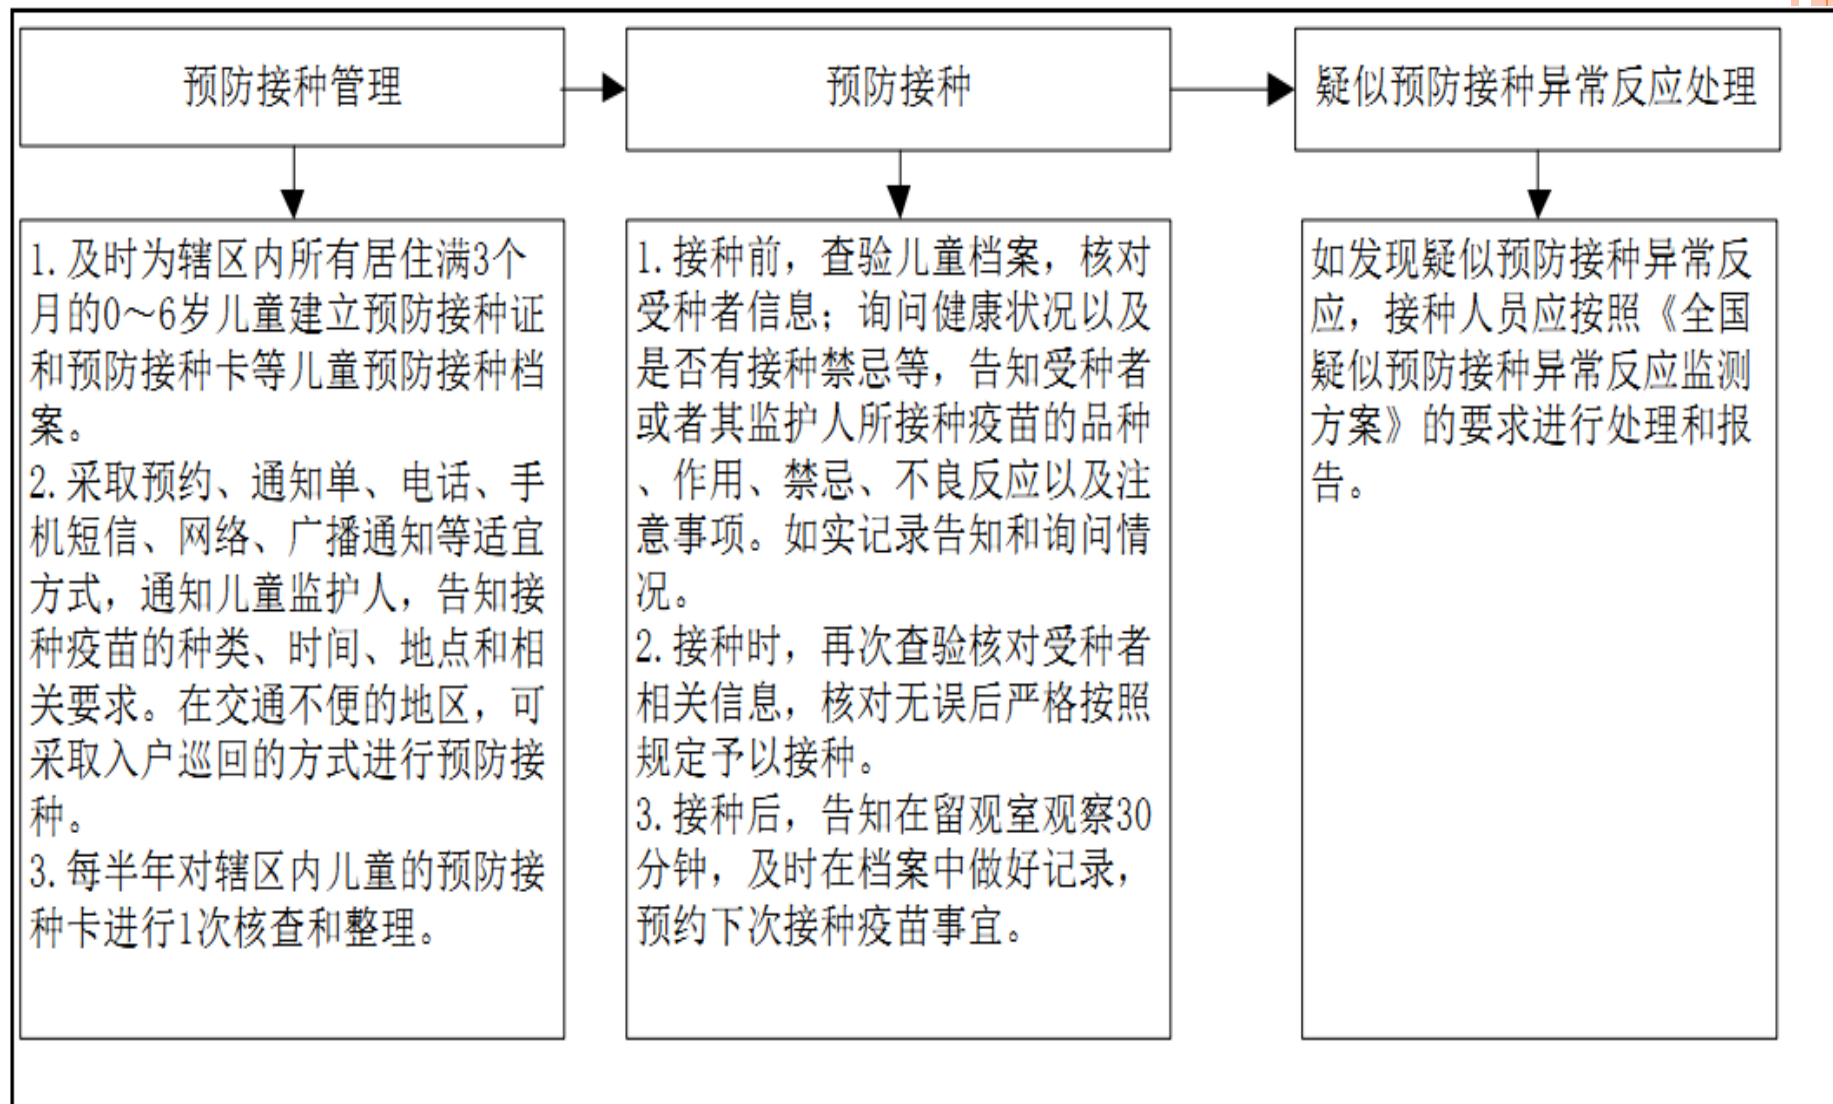 预防接种管理
预防接种
疑似预防接种异常反应处理
1.及时为辖区内所有居住满3个
月的0～6岁儿童建立预防接种证
和预防接种卡等儿童预防接种档
案。
2.采取预约、通知单、电话、手
机短信、网络、广播通知等适宜
方式，通知儿童监护人，告知接
种疫苗的种类、时间、地点和相
关要求。在交通不便的地区，可
采取入户巡回的方式进行预防接
种。
3.每半年对辖区内儿童的预防接
种卡进行1次核查和整理。
1.接种前，查验儿童档案，核对
受种者信息；询问健康状况以及
是否有接种禁忌等，告知受种者
或者其监护人所接种疫苗的品种
、作用、禁忌、不良反应以及注
意事项。如实记录告知和询问情
况。
2.接种时，再次查验核对受种者
相关信息，核对无误后严格按照
规定予以接种。
3.接种后，告知在留观室观察30
分钟，及时在档案中做好记录，
预约下次接种疫苗事宜。
如发现疑似预防接种异常反
应，接种人员应按照《全国
疑似预防接种异常反应监测
方案》的要求进行处理和报
告。